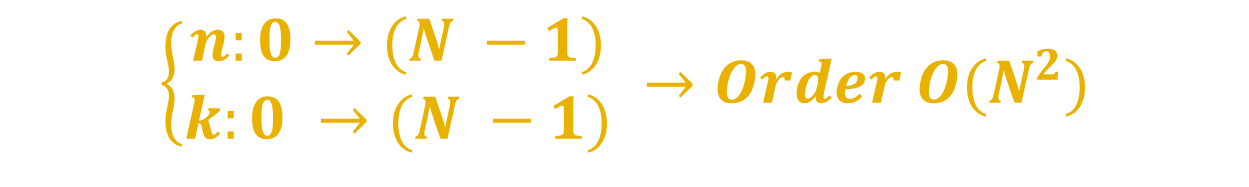 n: 0 → (N − 1)
k: 0 → (N − 1)
→ Order O(N²)